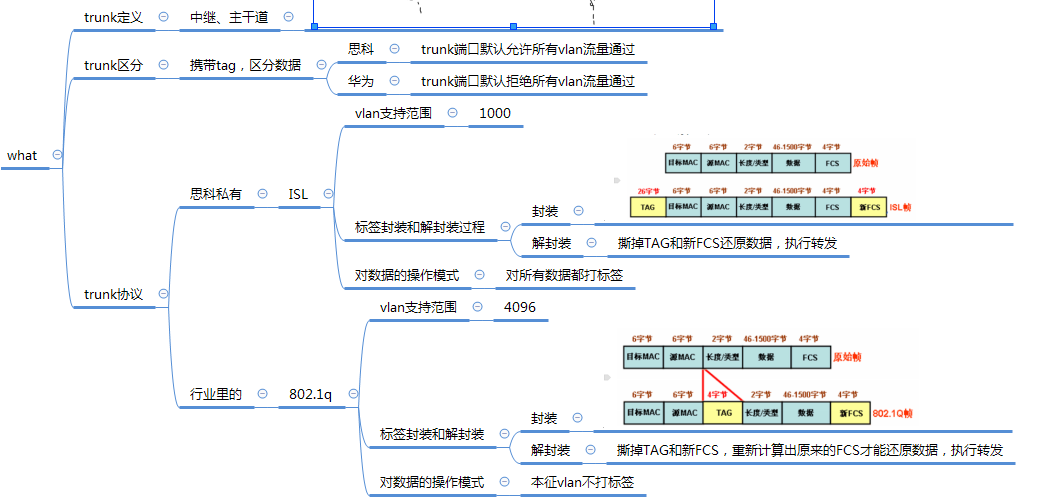 what
trunk定义
中继、主干道
trunk区分
携带tag，区分数据
思科
trunk端口默认允许所有vlan流量通过
华为
trunk端口默认拒绝所有vlan流量通过
trunk协议
思科私有
ISL
vlan支持范围
1000
标签封装和解封装过程
封装
6字节 6字节 2字节 46-1500字节 4字节
目标MAC 源MAC 长度/类型 数据 FCS 原始帧
26字节 6字节 6字节 2字节 46-1500字节 4字节 4字节
TAG 目标MAC 源MAC 长度/类型 数据 FCS 新FCS ISL帧
解封装
撕掉TAG和新FCS还原数据，执行转发
对数据的操作模式
对所有数据都打标签
行业里的
802.1q
vlan支持范围
4096
标签封装和解封装
封装
6字节 6字节 2字节 46-1500字节 4字节
目标MAC 源MAC 长度/类型 数据 FCS 原始帧
6字节 6字节 4字节 2字节 46-1500字节 4字节
目标MAC 源MAC TAG 长度/类型 数据 新FCS 802.1Q帧
解封装
撕掉TAG和新FCS，重新计算出原来的FCS才能还原数据，执行转发
对数据的操作模式
本征vlan不打标签